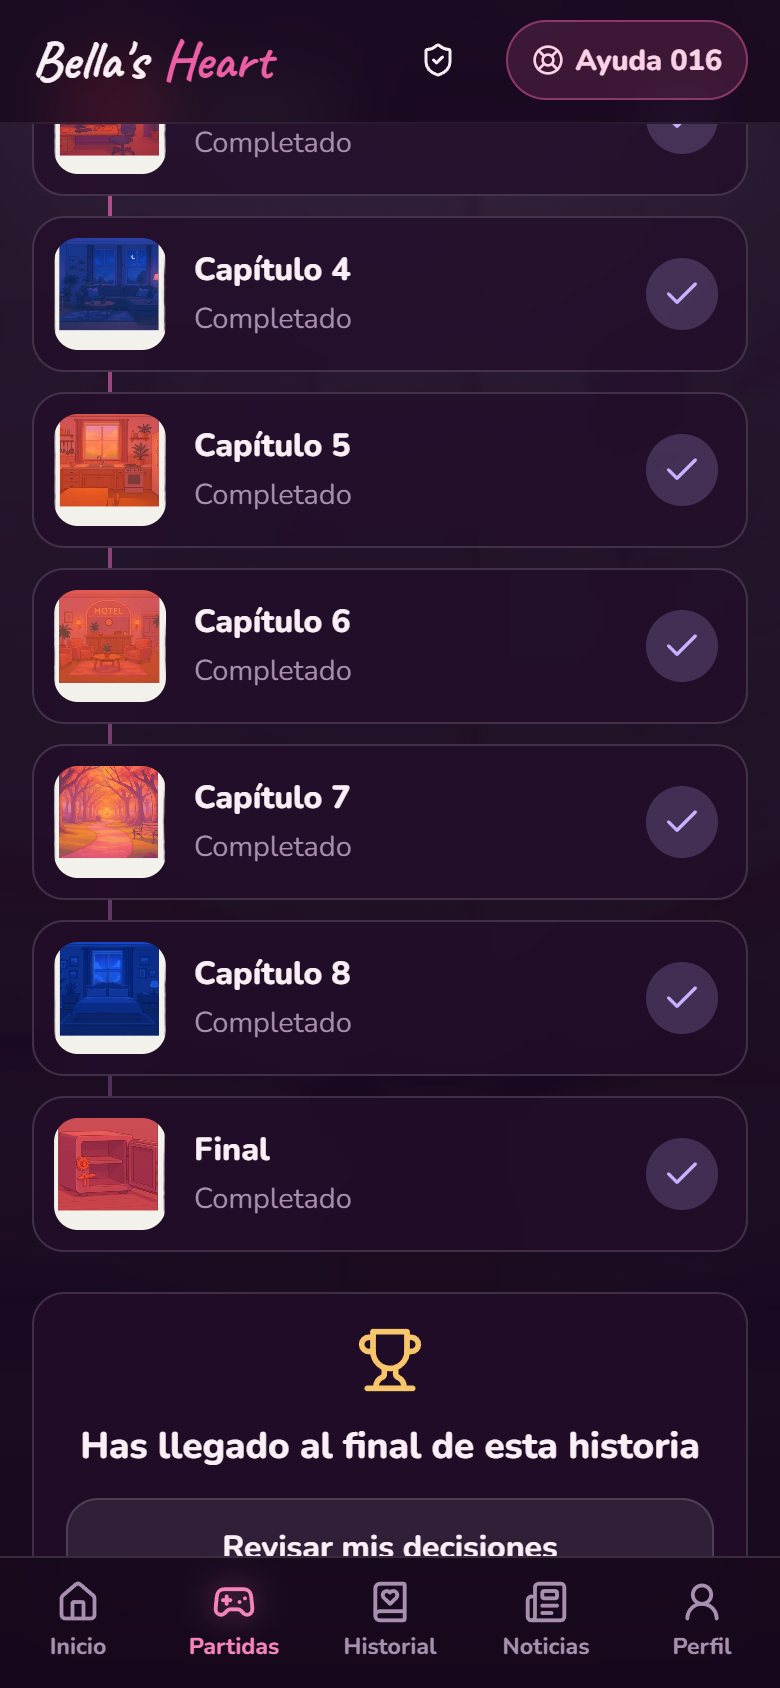 Bella's Heart
Ayuda 016
Completado
Capítulo 4
Completado
Capítulo 5
Completado
HOTEL
Capítulo 6
Completado
Capítulo 7
Completado
Capítulo 8
Completado
Final
Completado
Has llegado al final de esta historia
Revisar mis decisiones
Inicio
Partidas
Historial
Noticias
Perfil